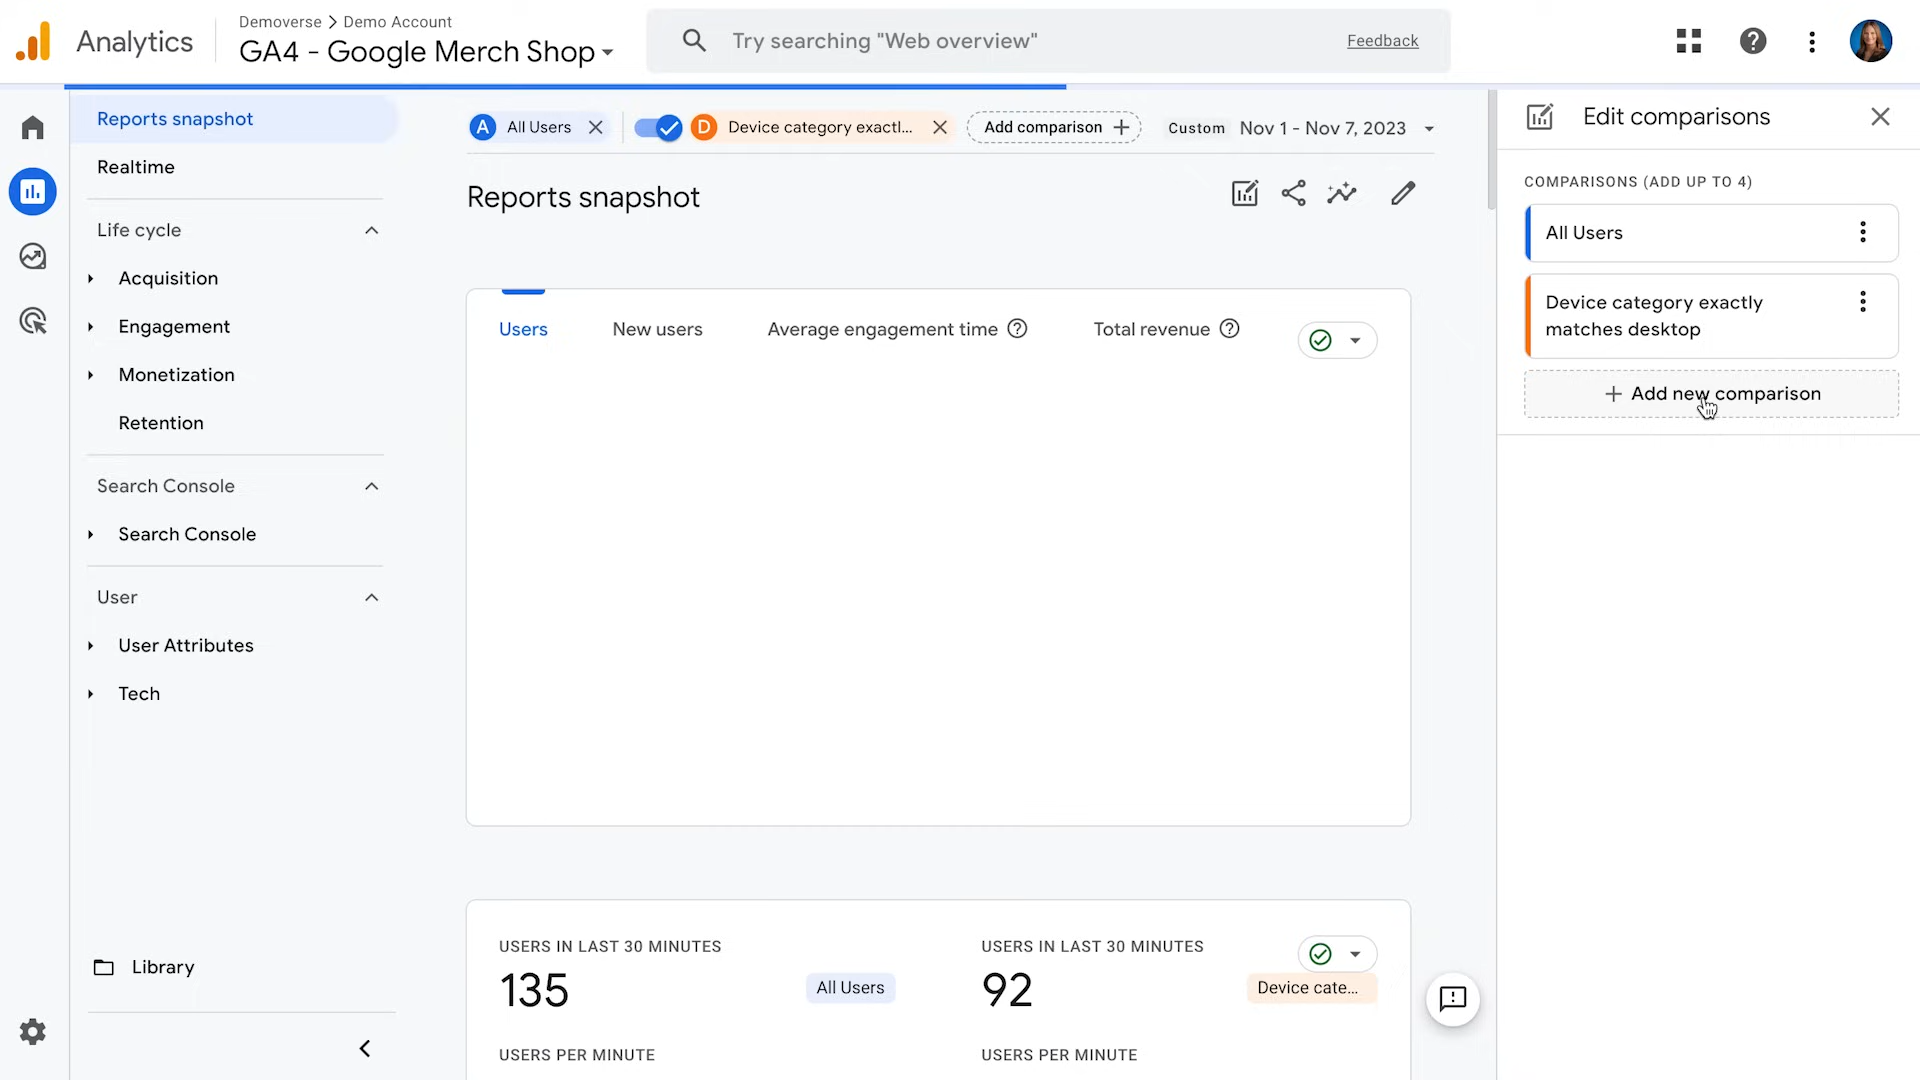 Analytics
Demoverse > Demo Account
GA4 - Google Merch Shop
Try searching "Web overview"
Feedback
Reports snapshot
Realtime
Life cycle
Acquisition
Engagement
Monetization
Retention
Search Console
Search Console
User
User Attributes
Tech
Library
A All Users
D Device category exactl...
Add comparison +
Custom Nov 1 - Nov 7, 2023
Reports snapshot
Users
New users
Average engagement time
Total revenue
USERS IN LAST 30 MINUTES
135
All Users
USERS PER MINUTE
USERS IN LAST 30 MINUTES
92
Device cate...
USERS PER MINUTE
Edit comparisons
COMPARISONS (ADD UP TO 4)
All Users
Device category exactly
matches desktop
+ Add new comparison